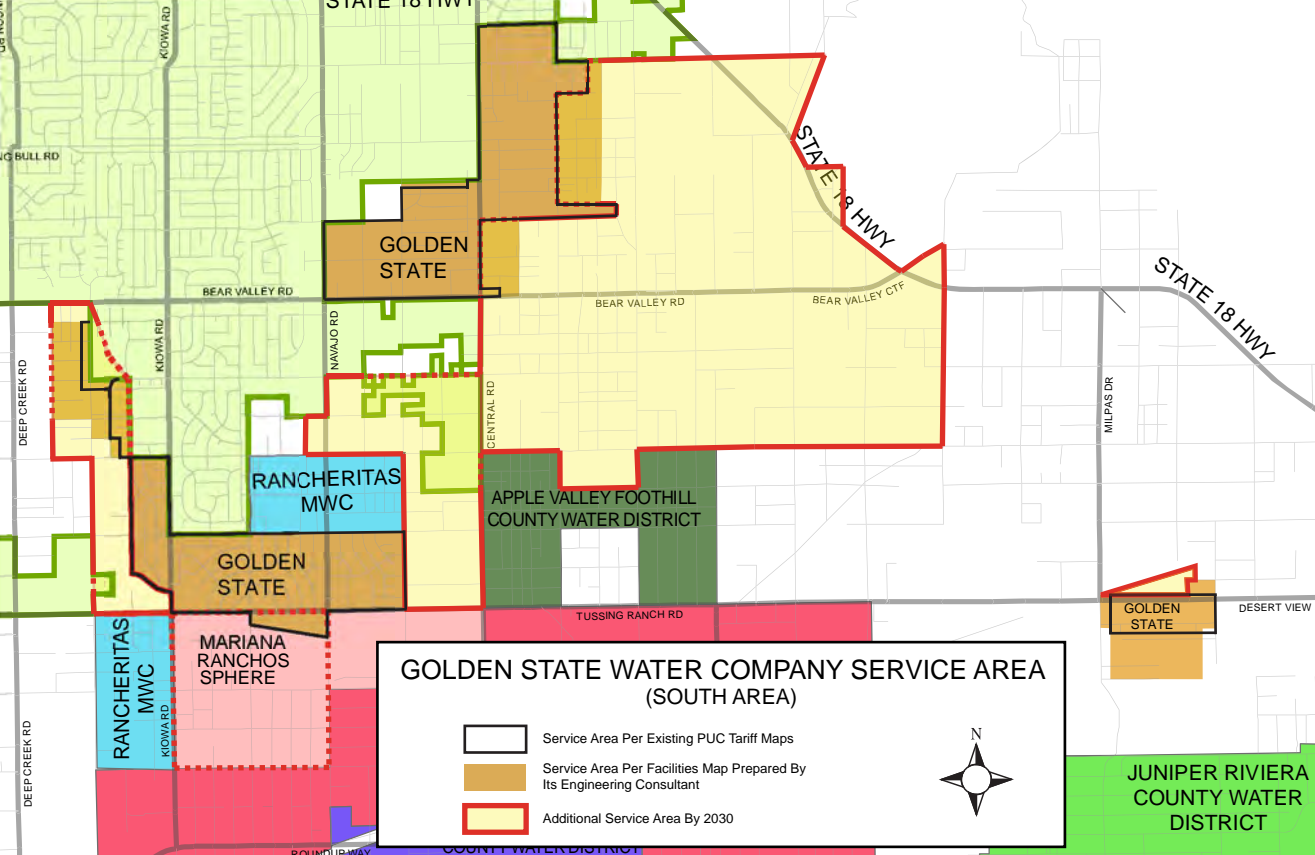 STATE 18 HWY
KIOWA RD
BULL RD
STATE 18 HWY
GOLDEN
STATE
BEAR VALLEY RD
BEAR VALLEY RD
BEAR VALLEY CTF
STATE 18 HWY
DEEP CREEK RD
KIOWA RD
NAVAJO RD
CENTRAL RD
MILPAS DR
RANCHERITAS
MWC
APPLE VALLEY FOOTHILL
COUNTY WATER DISTRICT
GOLDEN
STATE
TUSSING RANCH RD
GOLDEN
STATE
DESERT VIEW
RANCHERITAS
MWC
KIOWA RD
MARIANA
RANCHOS
SPHERE
DEEP CREEK RD
GOLDEN STATE WATER COMPANY SERVICE AREA
(SOUTH AREA)
Service Area Per Existing PUC Tariff Maps
Service Area Per Facilities Map Prepared By
Its Engineering Consultant
Additional Service Area By 2030
N
JUNIPER RIVIERA
COUNTY WATER
DISTRICT
ROUNDUP WAY
COUNTY WATER DISTRICT